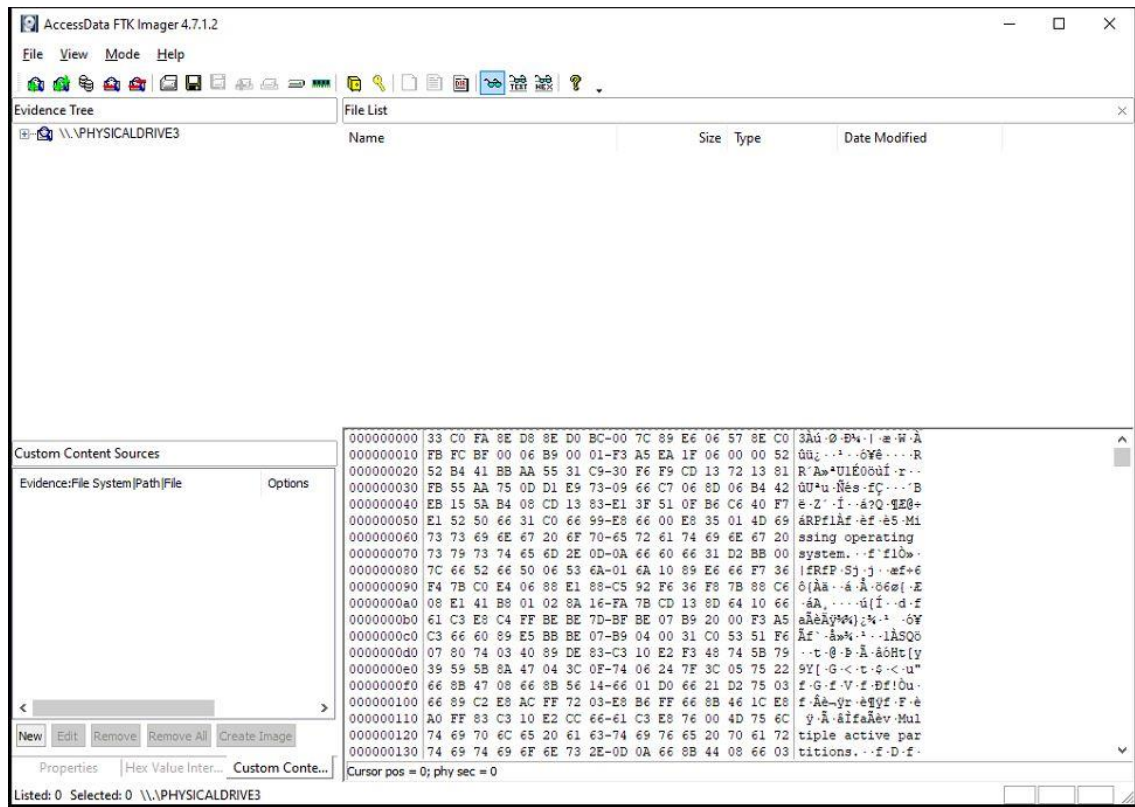 AccessData FTK Imager 4.7.1.2
File View Mode Help
TEXT HEX
Evidence Tree
\\.\PHYSICALDRIVE3
File List
Name Size Type Date Modified
Custom Content Sources
Evidence:File System|Path|File Options
New Edit Remove Remove All Create Image
Properties Hex Value Inter... Custom Conte...
000000000 33 C0 FA 8E D8 8E D0 BC-00 7C 89 E6 06 57 8E C0
000000010 FB FC BF 00 06 B9 00 01-F3 A5 EA 1F 06 00 00 52
000000020 52 B4 41 BB AA 55 31 C9-30 F6 F9 CD 13 72 13 81
000000030 FB 55 AA 75 0D D1 E9 73-09 66 C7 06 8D 06 B4 42
000000040 EB 15 5A B4 08 CD 13 83-E1 3F 51 0F B6 C6 40 F7
000000050 E1 52 50 66 31 C0 66 99-E8 66 00 E8 35 01 4D 69
000000060 73 73 69 6E 67 20 6F 70-65 72 61 74 69 6E 67 20 ssing operating
000000070 73 79 73 74 65 6D 2E 0D-0A 66 60 66 31 D2 BB 00
000000080 7C 66 52 66 50 06 53 6A-01 6A 10 89 E6 66 F7 36
000000090 F4 7B C0 E4 06 88 E1 88-C5 92 F6 36 F8 7B 88 C6
0000000a0 08 E1 41 B8 01 02 8A 16-FA 7B CD 13 8D 64 10 66
0000000b0 61 C3 E8 C4 FF BE BE 7D-BF BE 07 B9 20 00 F3 A5
0000000c0 C3 66 60 89 E5 BB BE 07-B9 04 00 31 C0 53 51 F6
0000000d0 07 80 74 03 40 89 DE 83-C3 10 E2 F3 48 74 5B 79
0000000e0 39 59 5B 8A 47 04 3C 0F-74 06 24 7F 3C 05 75 22
0000000f0 66 8B 47 08 66 8B 56 14-66 01 D0 66 21 D2 75 03
000000100 66 89 C2 E8 AC FF 72 03-E8 B6 FF 66 8B 46 1C E8
000000110 A0 FF 83 C3 10 E2 CC 66-61 C3 E8 76 00 4D 75 6C
000000120 74 69 70 6C 65 20 61 63-74 69 76 65 20 70 61 72 tiple active par
000000130 74 69 74 69 6F 6E 73 2E-0D 0A 66 8B 44 08 66 03 titions.··f·D·f·
Cursor pos = 0; phy sec = 0
Listed: 0 Selected: 0 \\.\PHYSICALDRIVE3